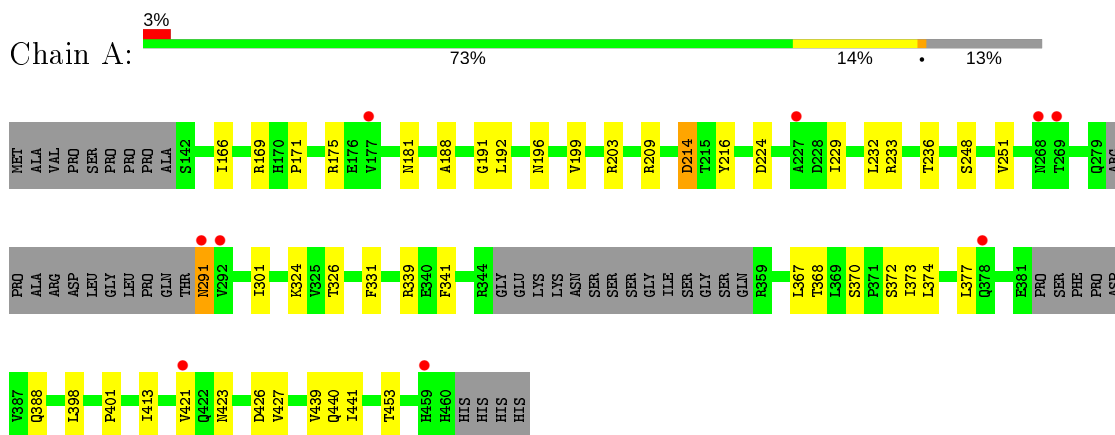 3%
Chain A:
73% 14% • 13%
MET ALA VAL PRO SER PRO PRO PRO ALA S142 I166 R169 H170 P171 R175 E176 V177 N181 A188 G191 L192 N196 V199 R203 R209 D214 T215 Y216 D224 A227 D228 I229 L232 R233 T236 S248 V251 N268 T269 Q279 ARG
PRO ALA ARG ASP LEU GLY LEU PRO GLN THR N291 V292 I301 K324 V325 T326 F331 R339 E340 F341 R344 GLY GLU LYS LYS ASN SER SER SER GLY ILE SER GLY SER GLN R359 L367 T368 L369 S370 P371 S372 I373 L374 L377 Q378 E381 PRO SER PHE PRO ASP
V387 Q388 L398 P401 I413 V421 Q422 N423 D426 V427 V439 Q440 I441 T453 H459 H460 HIS HIS HIS HIS